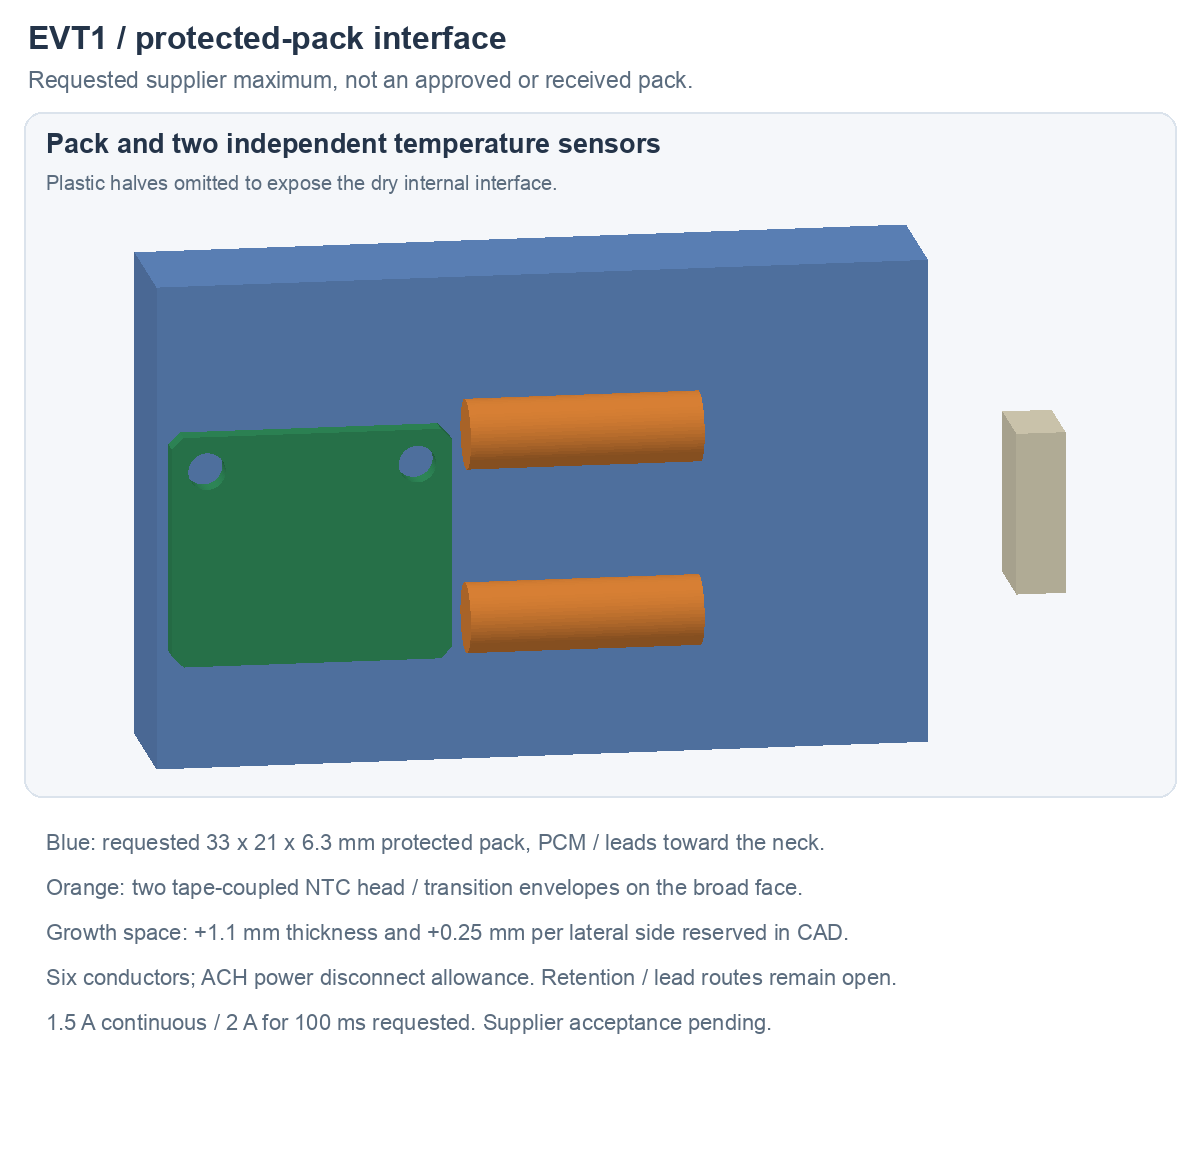 EVT1 / protected-pack interface
Requested supplier maximum, not an approved or received pack.
Pack and two independent temperature sensors
Plastic halves omitted to expose the dry internal interface.
Blue: requested 33 x 21 x 6.3 mm protected pack, PCM / leads toward the neck.
Orange: two tape-coupled NTC head / transition envelopes on the broad face.
Growth space: +1.1 mm thickness and +0.25 mm per lateral side reserved in CAD.
Six conductors; ACH power disconnect allowance. Retention / lead routes remain open.
1.5 A continuous / 2 A for 100 ms requested. Supplier acceptance pending.